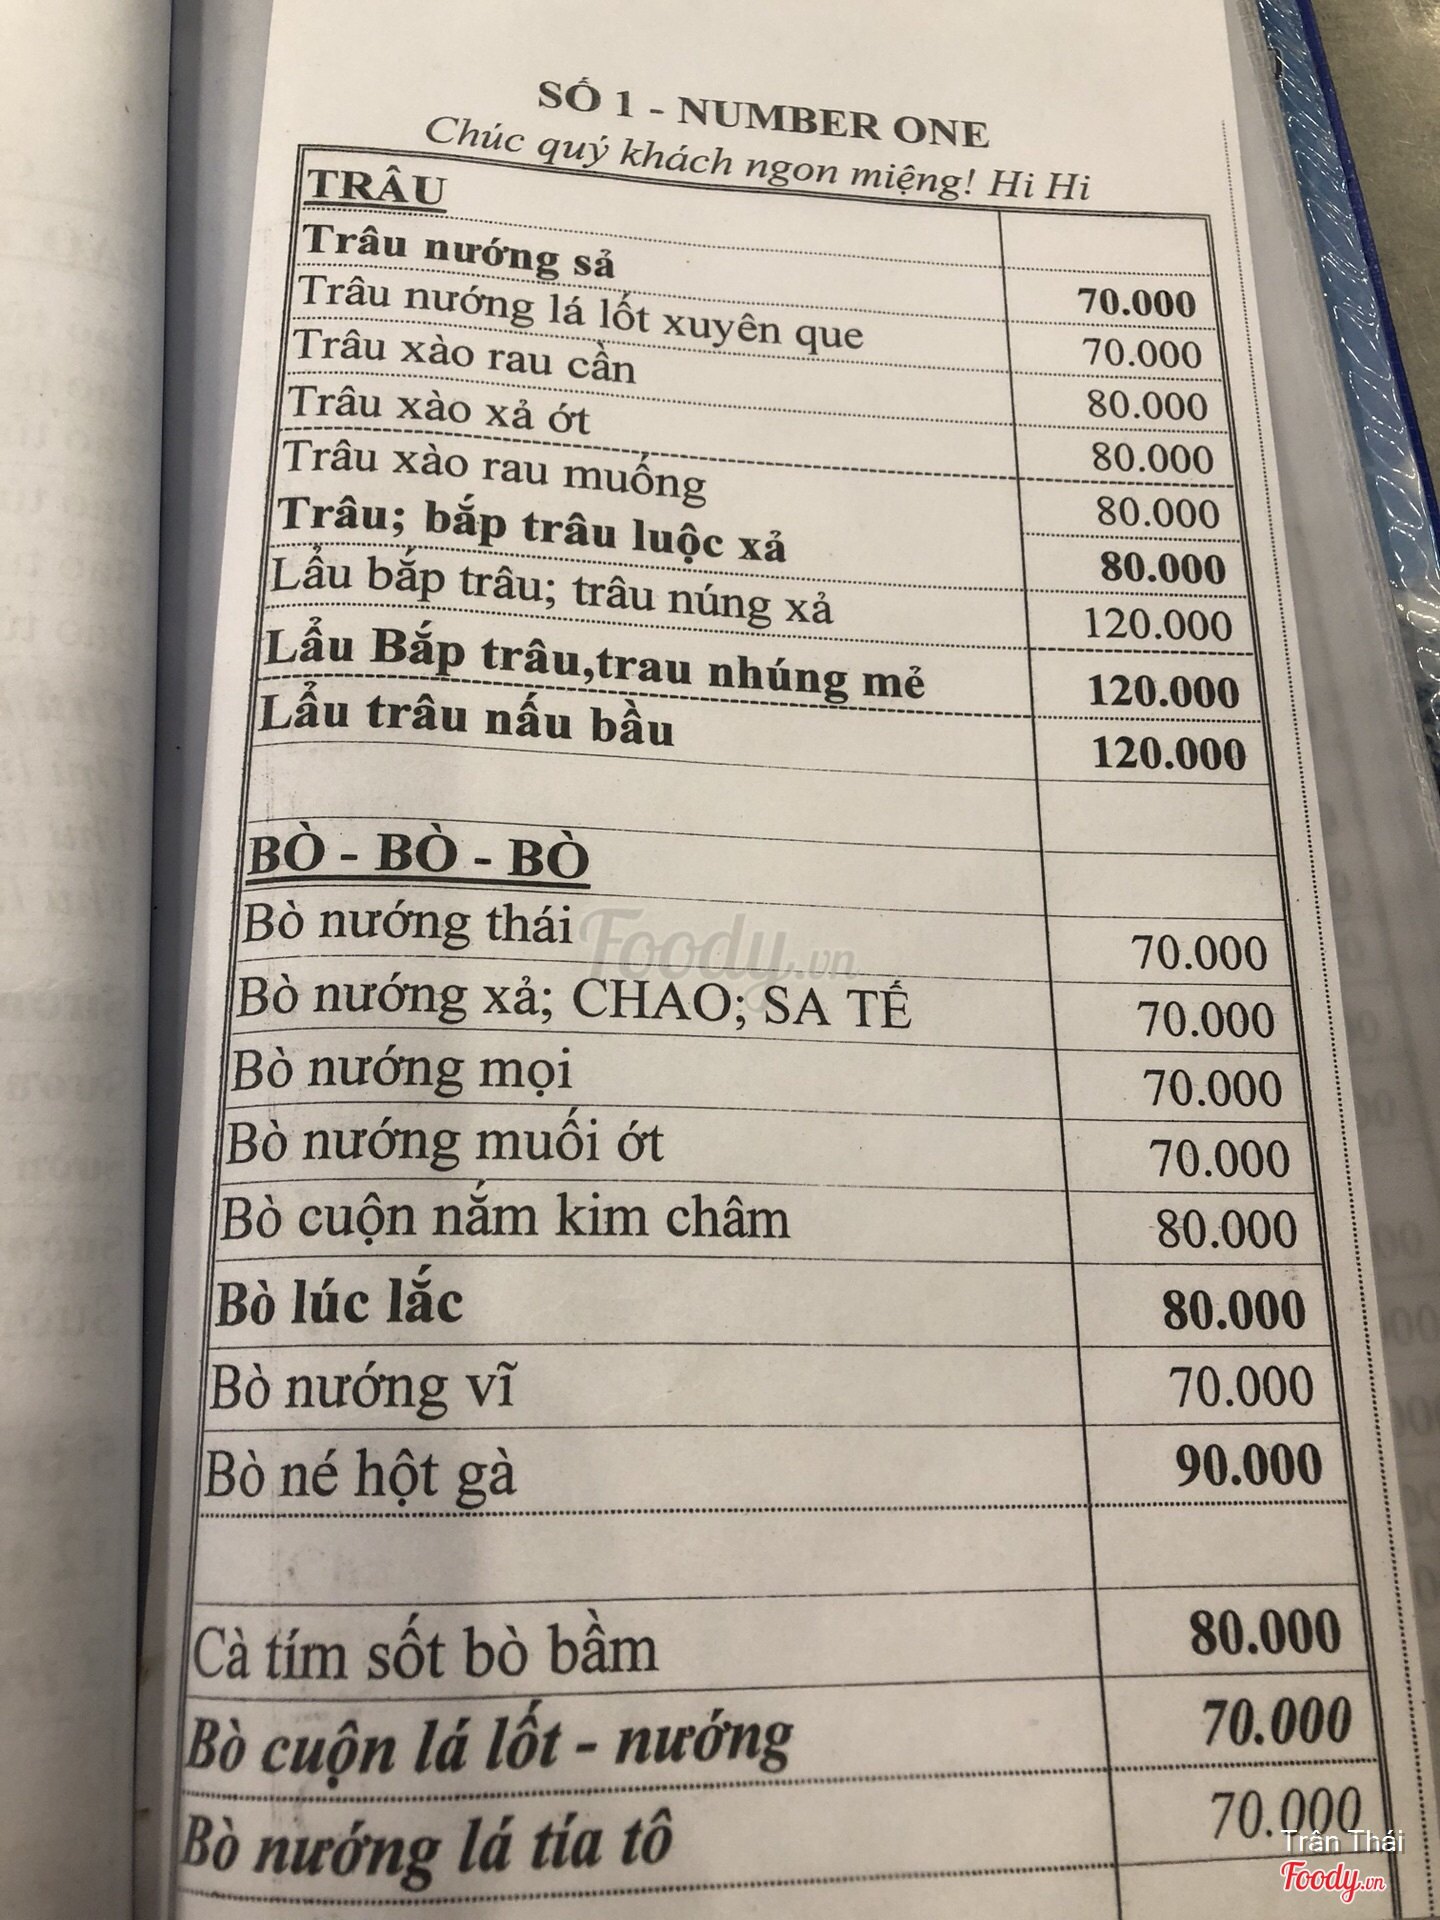 SỐ 1 - NUMBER ONE
Chúc quý khách ngon miệng! Hi Hi
TRÂU
Trâu nướng sả 70.000
Trâu nướng lá lốt xuyên que 70.000
Trâu xào rau cần 80.000
Trâu xào xả ớt 80.000
Trâu xào rau muống 80.000
Trâu; bắp trâu luộc xả 80.000
Lẩu bắp trâu; trâu núng xả 120.000
Lẩu Bắp trâu,trau nhúng mẻ 120.000
Lẩu trâu nấu bầu 120.000
BÒ - BÒ - BÒ
Bò nướng thái 70.000
Bò nướng xả; CHAO; SA TẾ 70.000
Bò nướng mọi 70.000
Bò nướng muối ớt 70.000
Bò cuộn nắm kim châm 80.000
Bò lúc lắc 80.000
Bò nướng vĩ 70.000
Bò né hột gà 90.000
Cà tím sốt bò bầm 80.000
Bò cuộn lá lốt - nướng 70.000
Bò nướng lá tía tô 70.000
Foody.vn
Trân Thái
Foody.vn